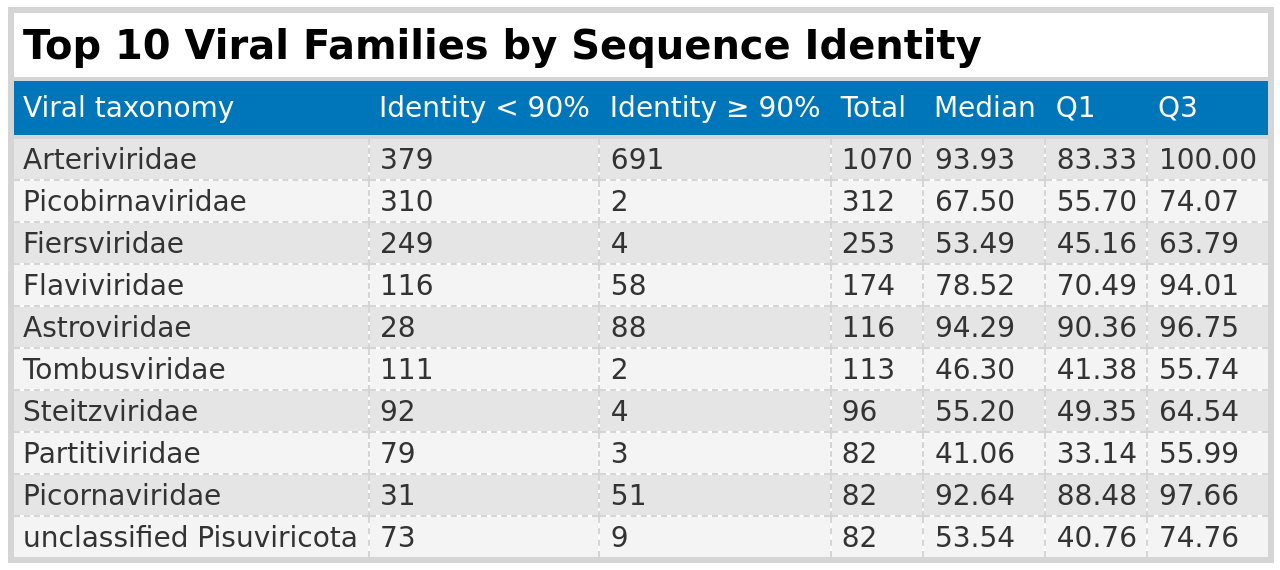 Top 10 Viral Families by Sequence Identity
Viral taxonomy Identity < 90% Identity ≥ 90% Total Median Q1 Q3
Arteriviridae 379 691 1070 93.93 83.33 100.00
Picobirnaviridae 310 2 312 67.50 55.70 74.07
Fiersviridae 249 4 253 53.49 45.16 63.79
Flaviviridae 116 58 174 78.52 70.49 94.01
Astroviridae 28 88 116 94.29 90.36 96.75
Tombusviridae 111 2 113 46.30 41.38 55.74
Steitzviridae 92 4 96 55.20 49.35 64.54
Partitiviridae 79 3 82 41.06 33.14 55.99
Picornaviridae 31 51 82 92.64 88.48 97.66
unclassified Pisuviricota 73 9 82 53.54 40.76 74.76